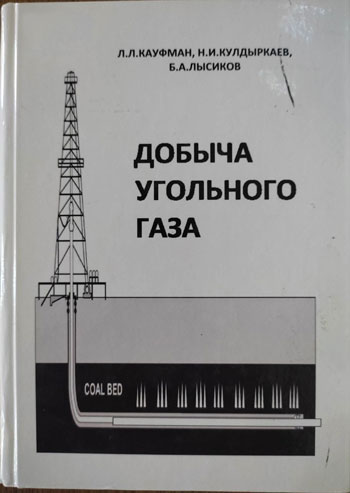 Л.Л.КАУФМАН, Н.И.КУЛДЫРКАЕВ,
Б.А.ЛЫСИКОВ
ДОБЫЧА
УГОЛЬНОГО
ГАЗА
COAL BED